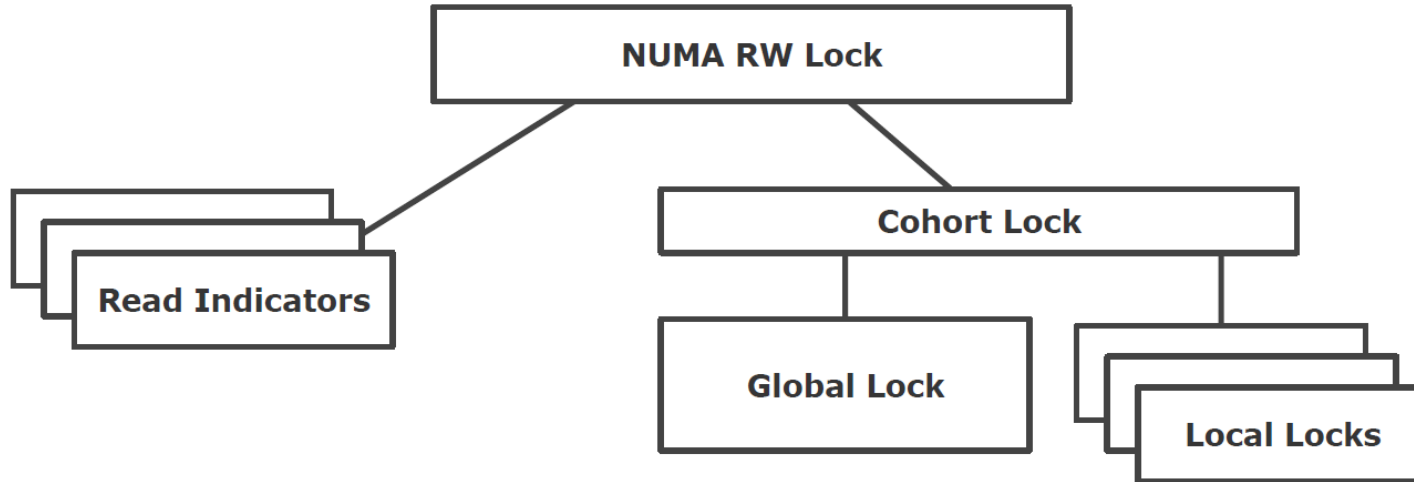 NUMA RW Lock
Cohort Lock
Read Indicators
Global Lock
Local Locks